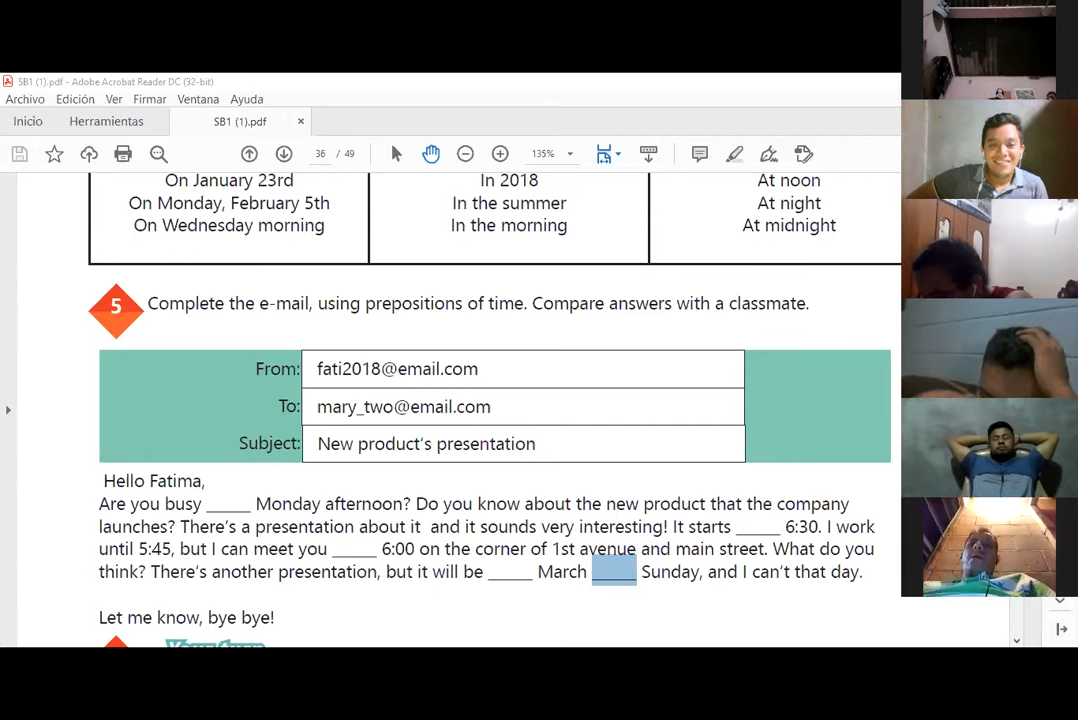 SB1 (1).pdf - Adobe Acrobat Reader DC (32-bit)
Archivo Edición Ver Firmar Ventana Ayuda
Inicio Herramientas SB1 (1).pdf ×
36 / 49 135%
On January 23rd In 2018 At noon
On Monday, February 5th In the summer At night
On Wednesday morning In the morning At midnight
5 Complete the e-mail, using prepositions of time. Compare answers with a classmate.
From: fati2018@email.com
To: mary_two@email.com
Subject: New product's presentation
Hello Fatima,
Are you busy _____ Monday afternoon? Do you know about the new product that the company
launches? There's a presentation about it and it sounds very interesting! It starts _____ 6:30. I work
until 5:45, but I can meet you _____ 6:00 on the corner of 1st avenue and main street. What do you
think? There's another presentation, but it will be _____ March _____ Sunday, and I can't that day.
Let me know, bye bye!